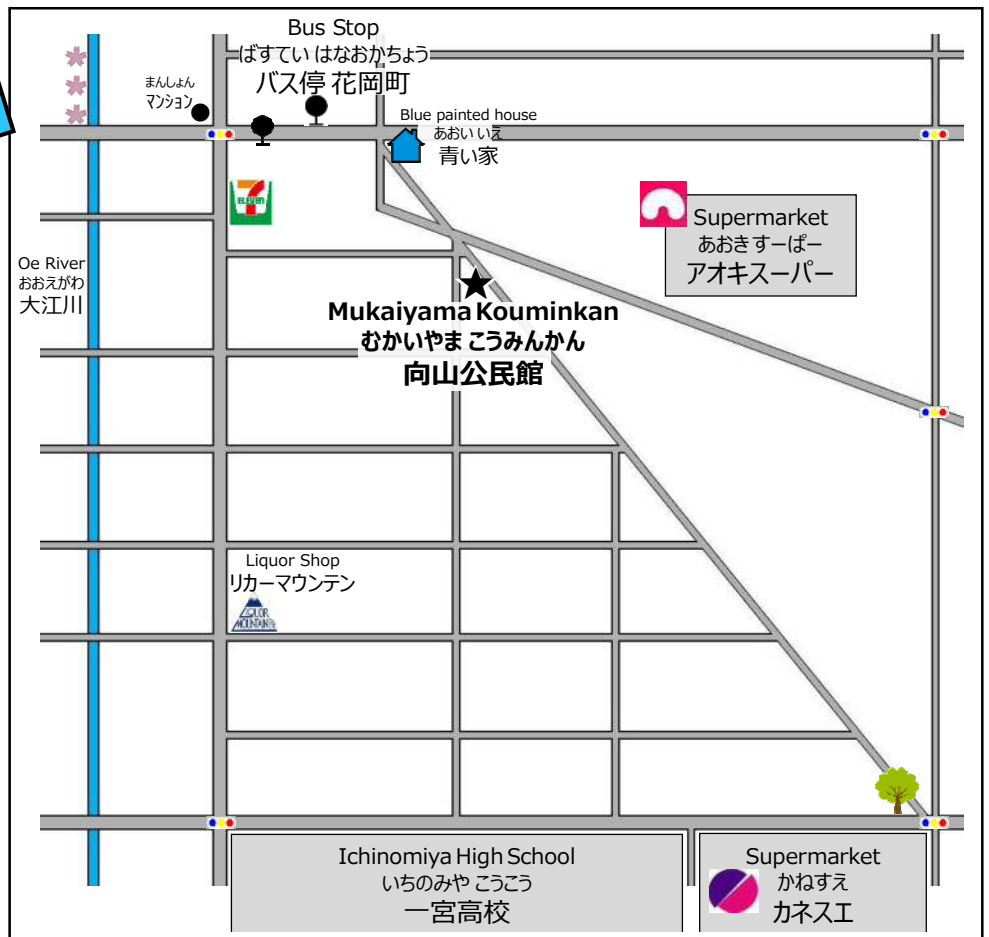 Bus Stop
ばすてい はなおかちょう
バス停 花岡町
まんしょん
マンション
Blue painted house
あおい いえ
青い家
7
ELEVEN
Supermarket
あおき すーぱー
アオキスーパー
Oe River
おおえがわ
大江川
Mukaiyama Kouminkan
むかいやま こうみんかん
向山公民館
Liquor Shop
リカーマウンテン
LIQUOR
MOUNTAIN
Ichinomiya High School
いちのみや こうこう
一宮高校
Supermarket
かねすえ
カネスエ